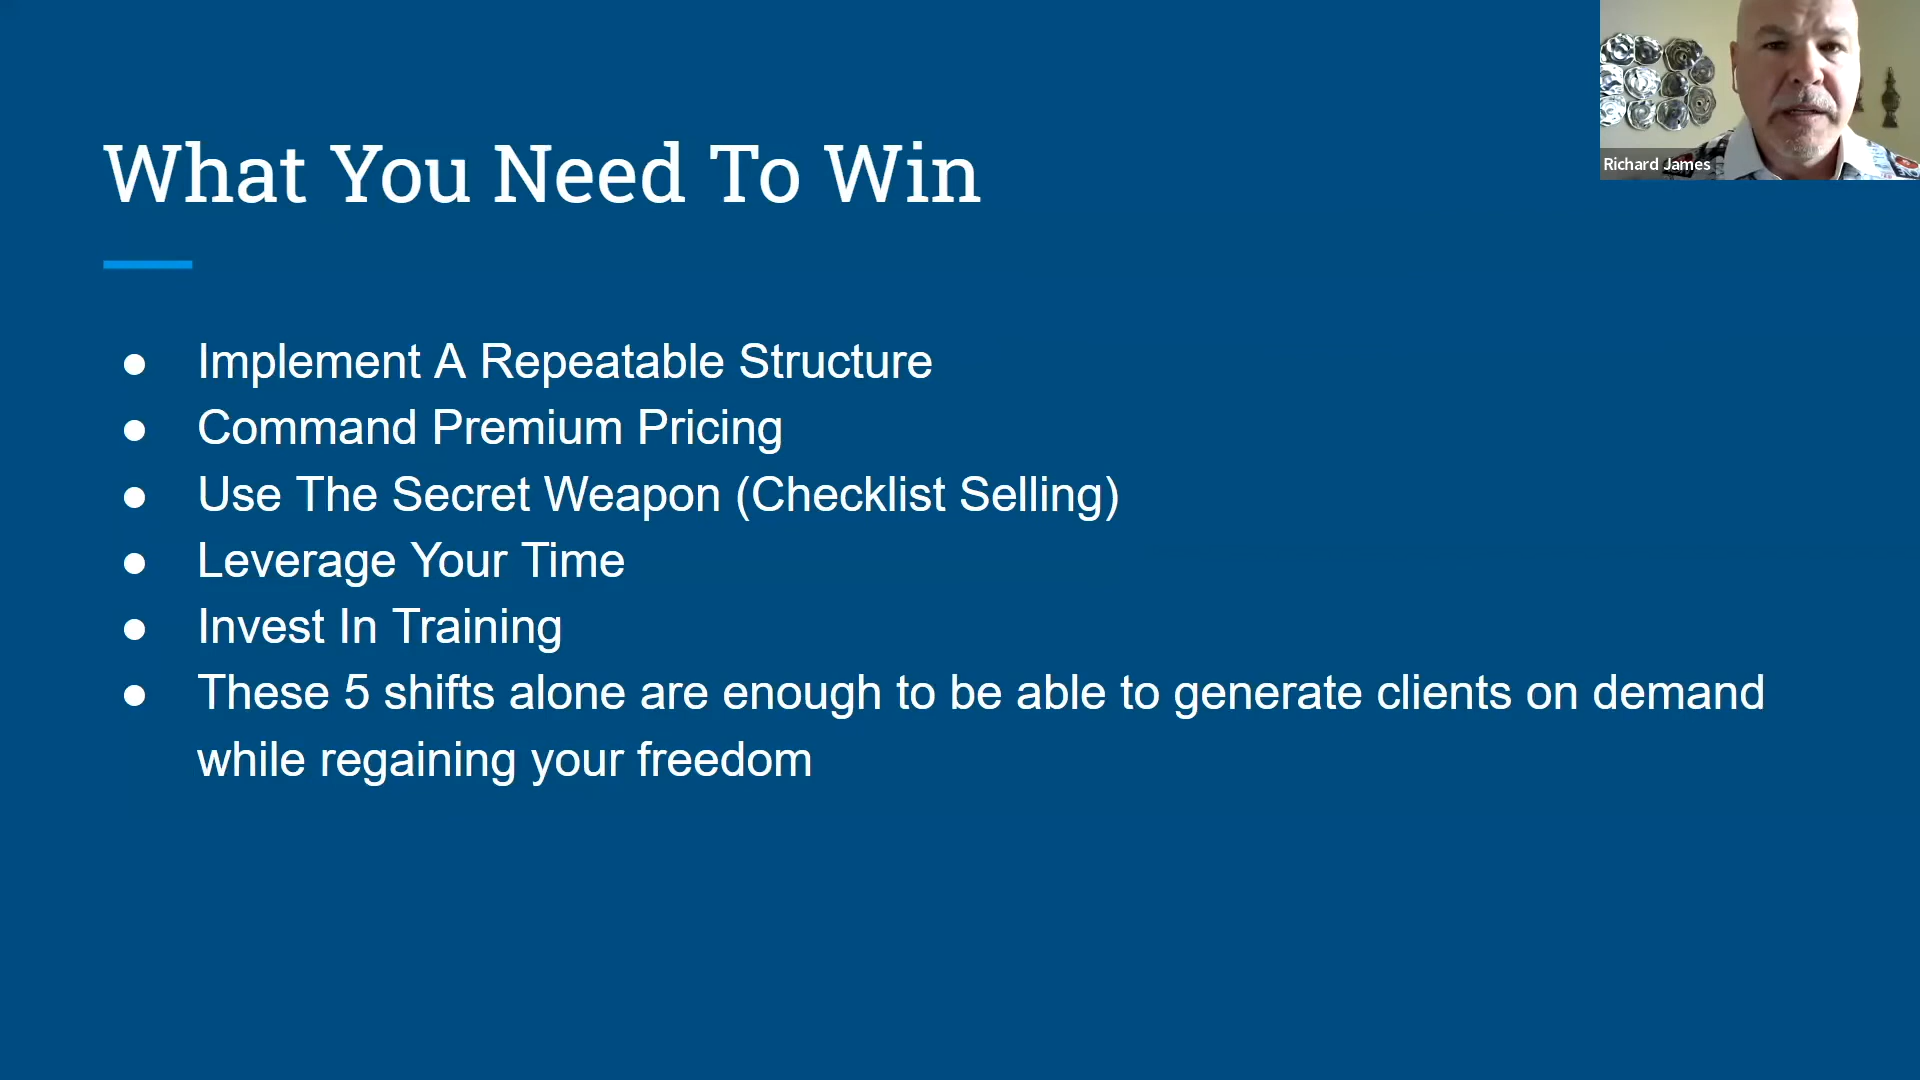 What You Need To Win
Richard James
● Implement A Repeatable Structure
● Command Premium Pricing
● Use The Secret Weapon (Checklist Selling)
● Leverage Your Time
● Invest In Training
● These 5 shifts alone are enough to be able to generate clients on demand
while regaining your freedom